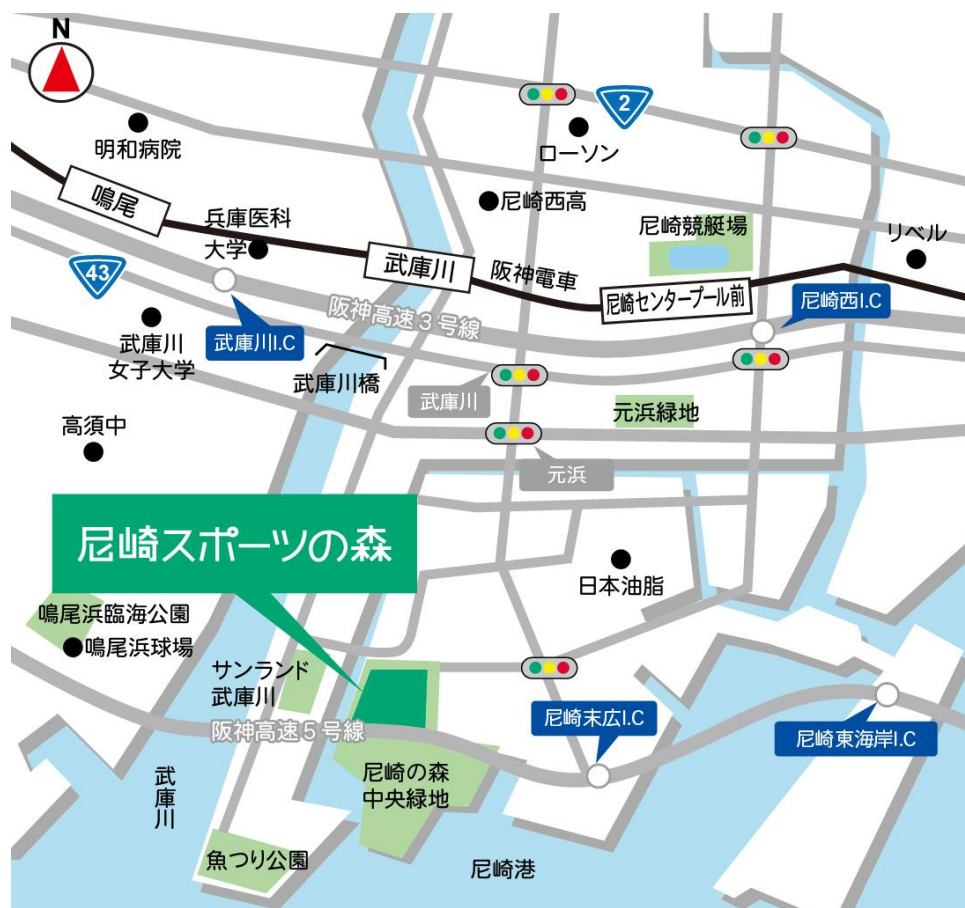 N
2
明和病院
ローソン
鳴尾
兵庫医科
大学
尼崎西高
尼崎競艇場
リベル
43
武庫川
阪神電車
尼崎センタープール前
尼崎西I.C
阪神高速3号線
武庫川I.C
武庫川
女子大学
武庫川橋
武庫川
元浜緑地
高須中
元浜
尼崎スポーツの森
日本油脂
鳴尾浜臨海公園
鳴尾浜球場
サンランド
武庫川
阪神高速5号線
尼崎末広I.C
尼崎東海岸I.C
武庫川
尼崎の森
中央緑地
魚つり公園
尼崎港